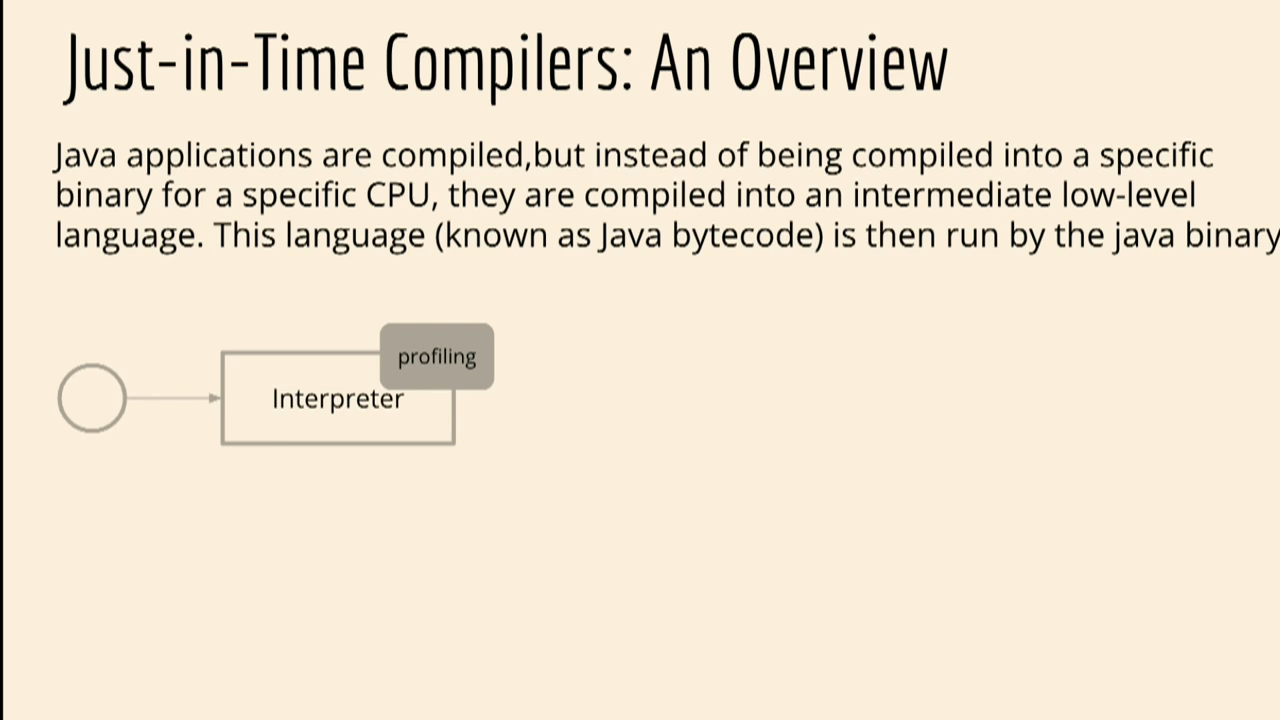 Just-in-Time Compilers: An Overview
Java applications are compiled,but instead of being compiled into a specific
binary for a specific CPU, they are compiled into an intermediate low-level
language. This language (known as Java bytecode) is then run by the java binary
profiling
Interpreter